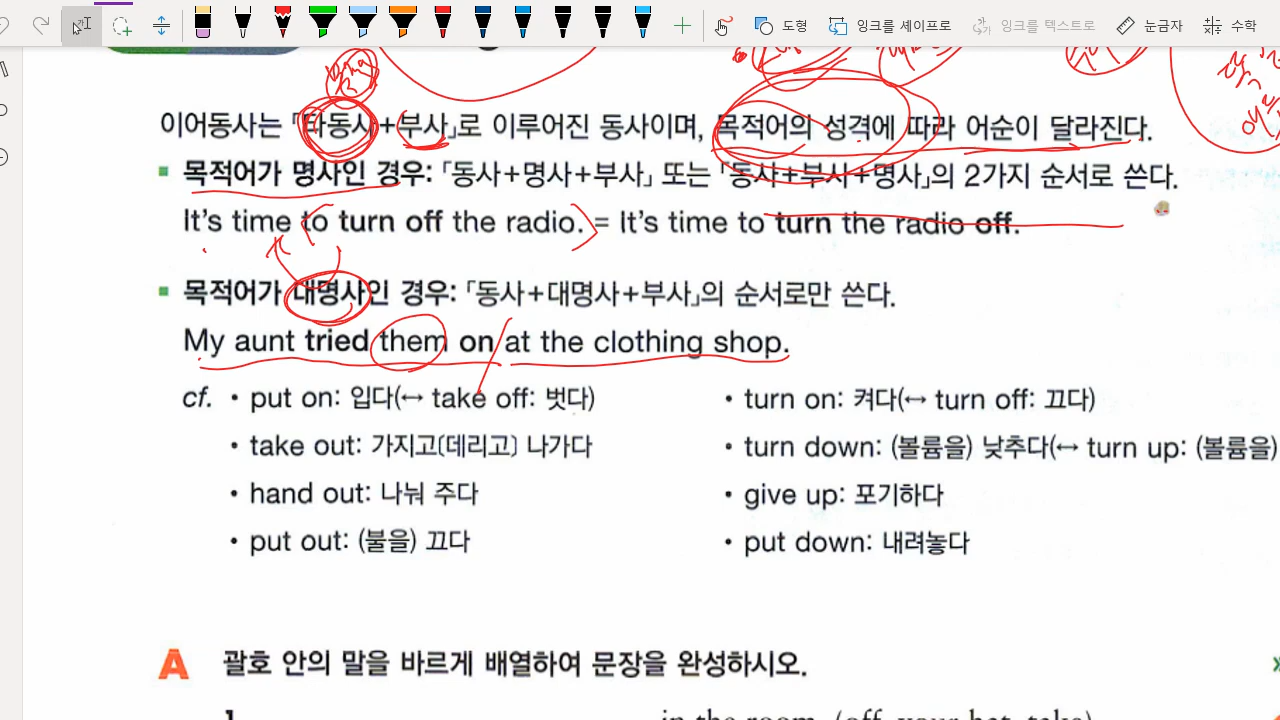 도형 잉크를 셰이프로 잉크를 텍스트로 눈금자 수학
이어동사는 「타동사+부사」로 이루어진 동사이며, 목적어의 성격에 따라 어순이 달라진다.
목적어가 명사인 경우: 「동사+명사+부사」 또는 「동사+부사+명사」의 2가지 순서로 쓴다.
It's time to turn off the radio. = It's time to turn the radio off.
목적어가 대명사인 경우: 「동사+대명사+부사」의 순서로만 쓴다.
My aunt tried them on at the clothing shop.
cf. • put on: 입다(↔ take off: 벗다) • turn on: 켜다(↔ turn off: 끄다)
• take out: 가지고〔데리고〕 나가다 • turn down: (볼륨을) 낮추다(↔ turn up: (볼륨을)
• hand out: 나눠 주다 • give up: 포기하다
• put out: (불을) 끄다 • put down: 내려놓다
A 괄호 안의 말을 바르게 배열하여 문장을 완성하시오.
1 in the room. (off, your hat, take)